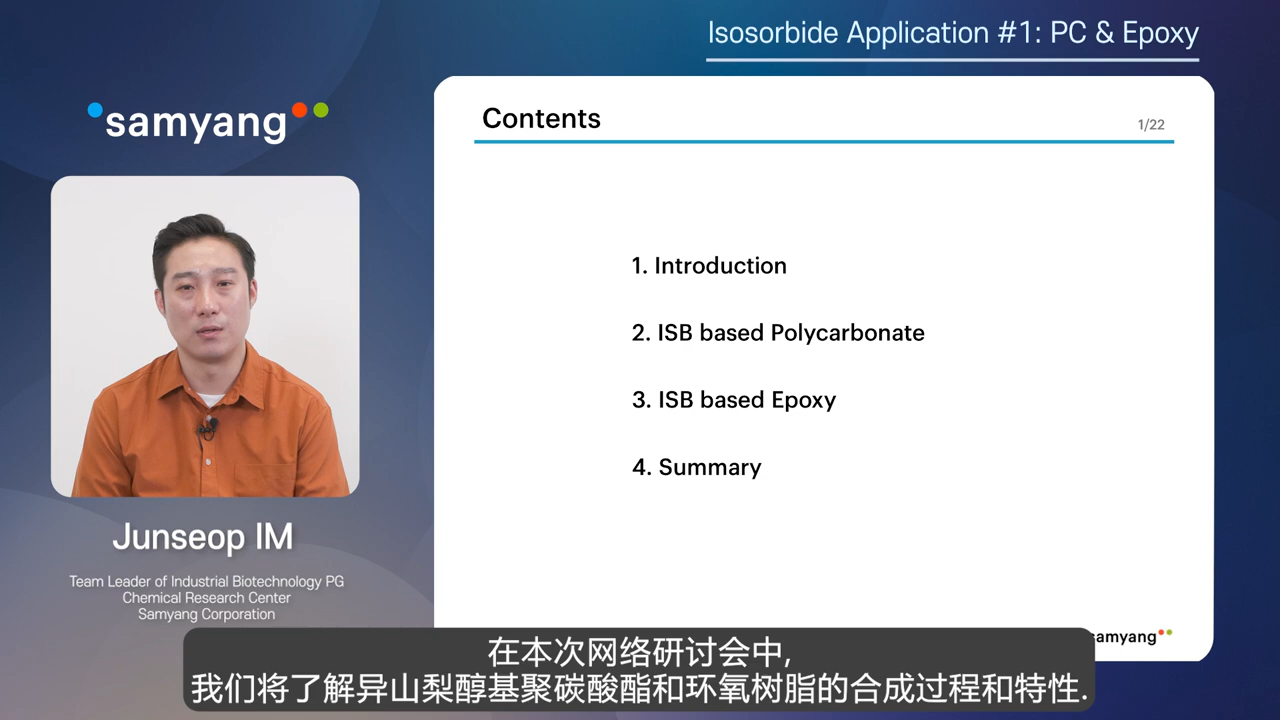 Isosorbide Application #1: PC & Epoxy
samyang
Contents
1/22
1. Introduction
2. ISB based Polycarbonate
3. ISB based Epoxy
4. Summary
Junseop IM
Team Leader of Industrial Biotechnology PG
Chemical Research Center
Samyang Corporation
samyang
在本次网络研讨会中,
我们将了解异山梨醇基聚碳酸酯和环氧树脂的合成过程和特性.